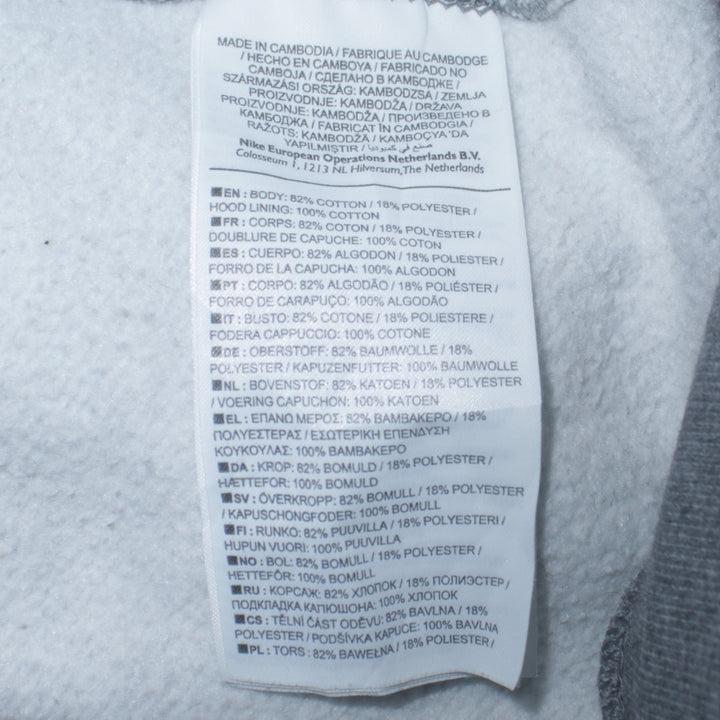 MADE IN CAMBODIA / FABRIQUE AU CAMBODGE
/ HECHO EN CAMBOYA / FABRICADO NO
CAMBOJA / СДЕЛАНО В КАМБОДЖЕ /
SZÁRMAZÁSI ORSZÁG: KAMBODZSA / ZEMLJA
PROIZVODNJE: KAMBODŽA / DRŽAVA
PROIZVODNJE: KAMBODŽA / ПРОИЗВЕДЕНО В
КАМБОДЖА / FABRICAT ÎN CAMBODGIA /
RAŽOTS: KAMBODŽĀ / KAMBOÇYA'DA
YAPILMIŞTIR / صنع في كمبوديا
Nike European Operations Netherlands B.V.
Colosseum 1, 1213 NL Hilversum,The Netherlands
EN : BODY: 82% COTTON / 18% POLYESTER /
HOOD LINING: 100% COTTON
FR : CORPS: 82% COTON / 18% POLYESTER /
DOUBLURE DE CAPUCHE: 100% COTON
ES : CUERPO: 82% ALGODON / 18% POLIESTER /
FORRO DE LA CAPUCHA: 100% ALGODON
PT : CORPO: 82% ALGODÃO / 18% POLIÉSTER /
FORRO DE CARAPUÇO: 100% ALGODÃO
IT : BUSTO: 82% COTONE / 18% POLIESTERE /
FODERA CAPPUCCIO: 100% COTONE
DE : OBERSTOFF: 82% BAUMWOLLE / 18%
POLYESTER / KAPUZENFUTTER: 100% BAUMWOLLE
NL : BOVENSTOF: 82% KATOEN / 18% POLYESTER
/ VOERING CAPUCHON: 100% KATOEN
EL : ΕΠΑΝΩ ΜΕΡΟΣ: 82% ΒΑΜΒΑΚΕΡΟ / 18%
ΠΟΛΥΕΣΤΕΡΑΣ / ΕΣΩΤΕΡΙΚΗ ΕΠΕΝΔΥΣΗ
ΚΟΥΚΟΥΛΑΣ: 100% ΒΑΜΒΑΚΕΡΟ
DA : KROP: 82% BOMULD / 18% POLYESTER /
HÆTTEFOR: 100% BOMULD
SV : ÖVERKROPP: 82% BOMULL / 18% POLYESTER
/ KAPUSCHONGFODER: 100% BOMULL
FI : RUNKO: 82% PUUVILLA / 18% POLYESTERI /
HUPUN VUORI: 100% PUUVILLA
NO : BOL: 82% BOMULL / 18% POLYESTER /
HETTEFÔR: 100% BOMULL
RU : КОРСАЖ: 82% ХЛОПОК / 18% ПОЛИЭСТЕР /
ПОДКЛАДКА КАПЮШОНА: 100% ХЛОПОК
CS : TĚLNÍ ČÁST ODĚVU: 82% BAVLNA / 18%
POLYESTER / PODŠÍVKA KAPUCE: 100% BAVLNA
PL : TORS : 82% BAWEŁNA / 18% POLIESTER /